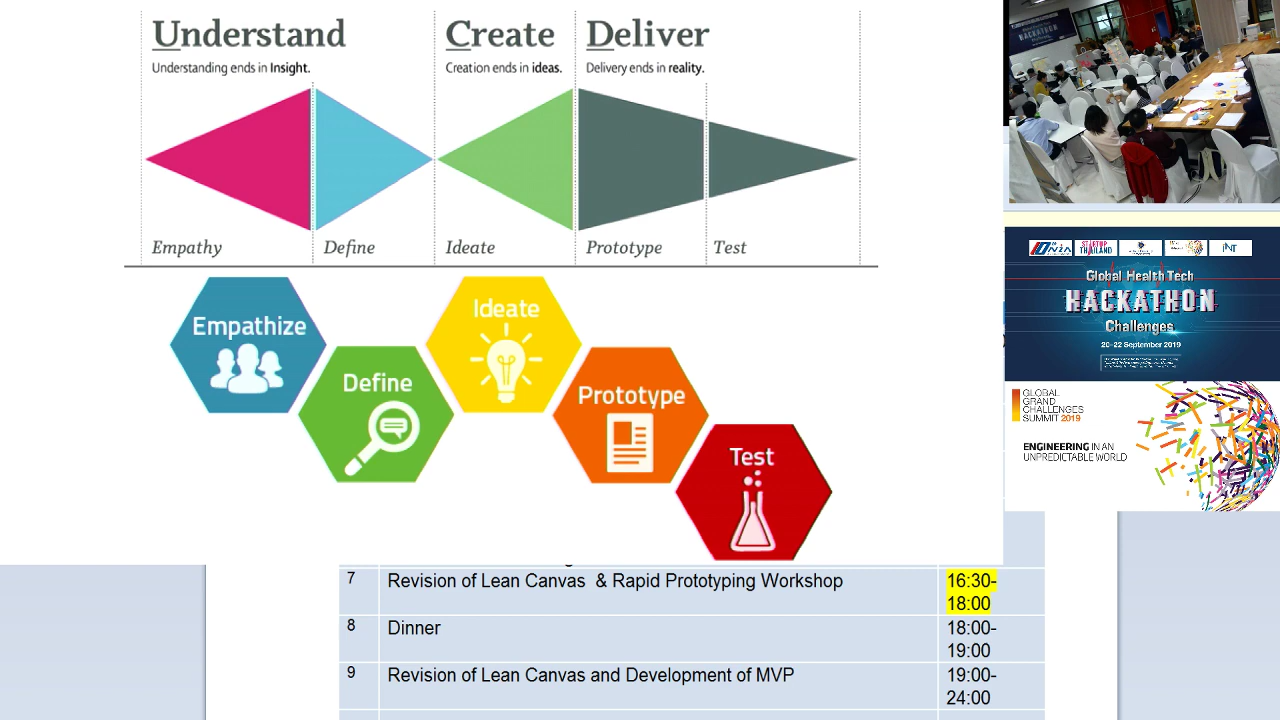 Understand
Create
Deliver
Understanding ends in Insight.
Creation ends in ideas.
Delivery ends in reality.
Empathy
Define
Ideate
Prototype
Test
Empathize
Define
Ideate
Prototype
Test
7 Revision of Lean Canvas & Rapid Prototyping Workshop 16:30-
18:00
8 Dinner 18:00-
19:00
9 Revision of Lean Canvas and Development of MVP 19:00-
24:00
HACKATHON
STARTUP
THAILAND
Global Health Tech
HACKATHON
Challenges
20-22 September 2019
GLOBAL
GRAND
CHALLENGES
SUMMIT 2019
ENGINEERING IN AN
UNPREDICTABLE WORLD